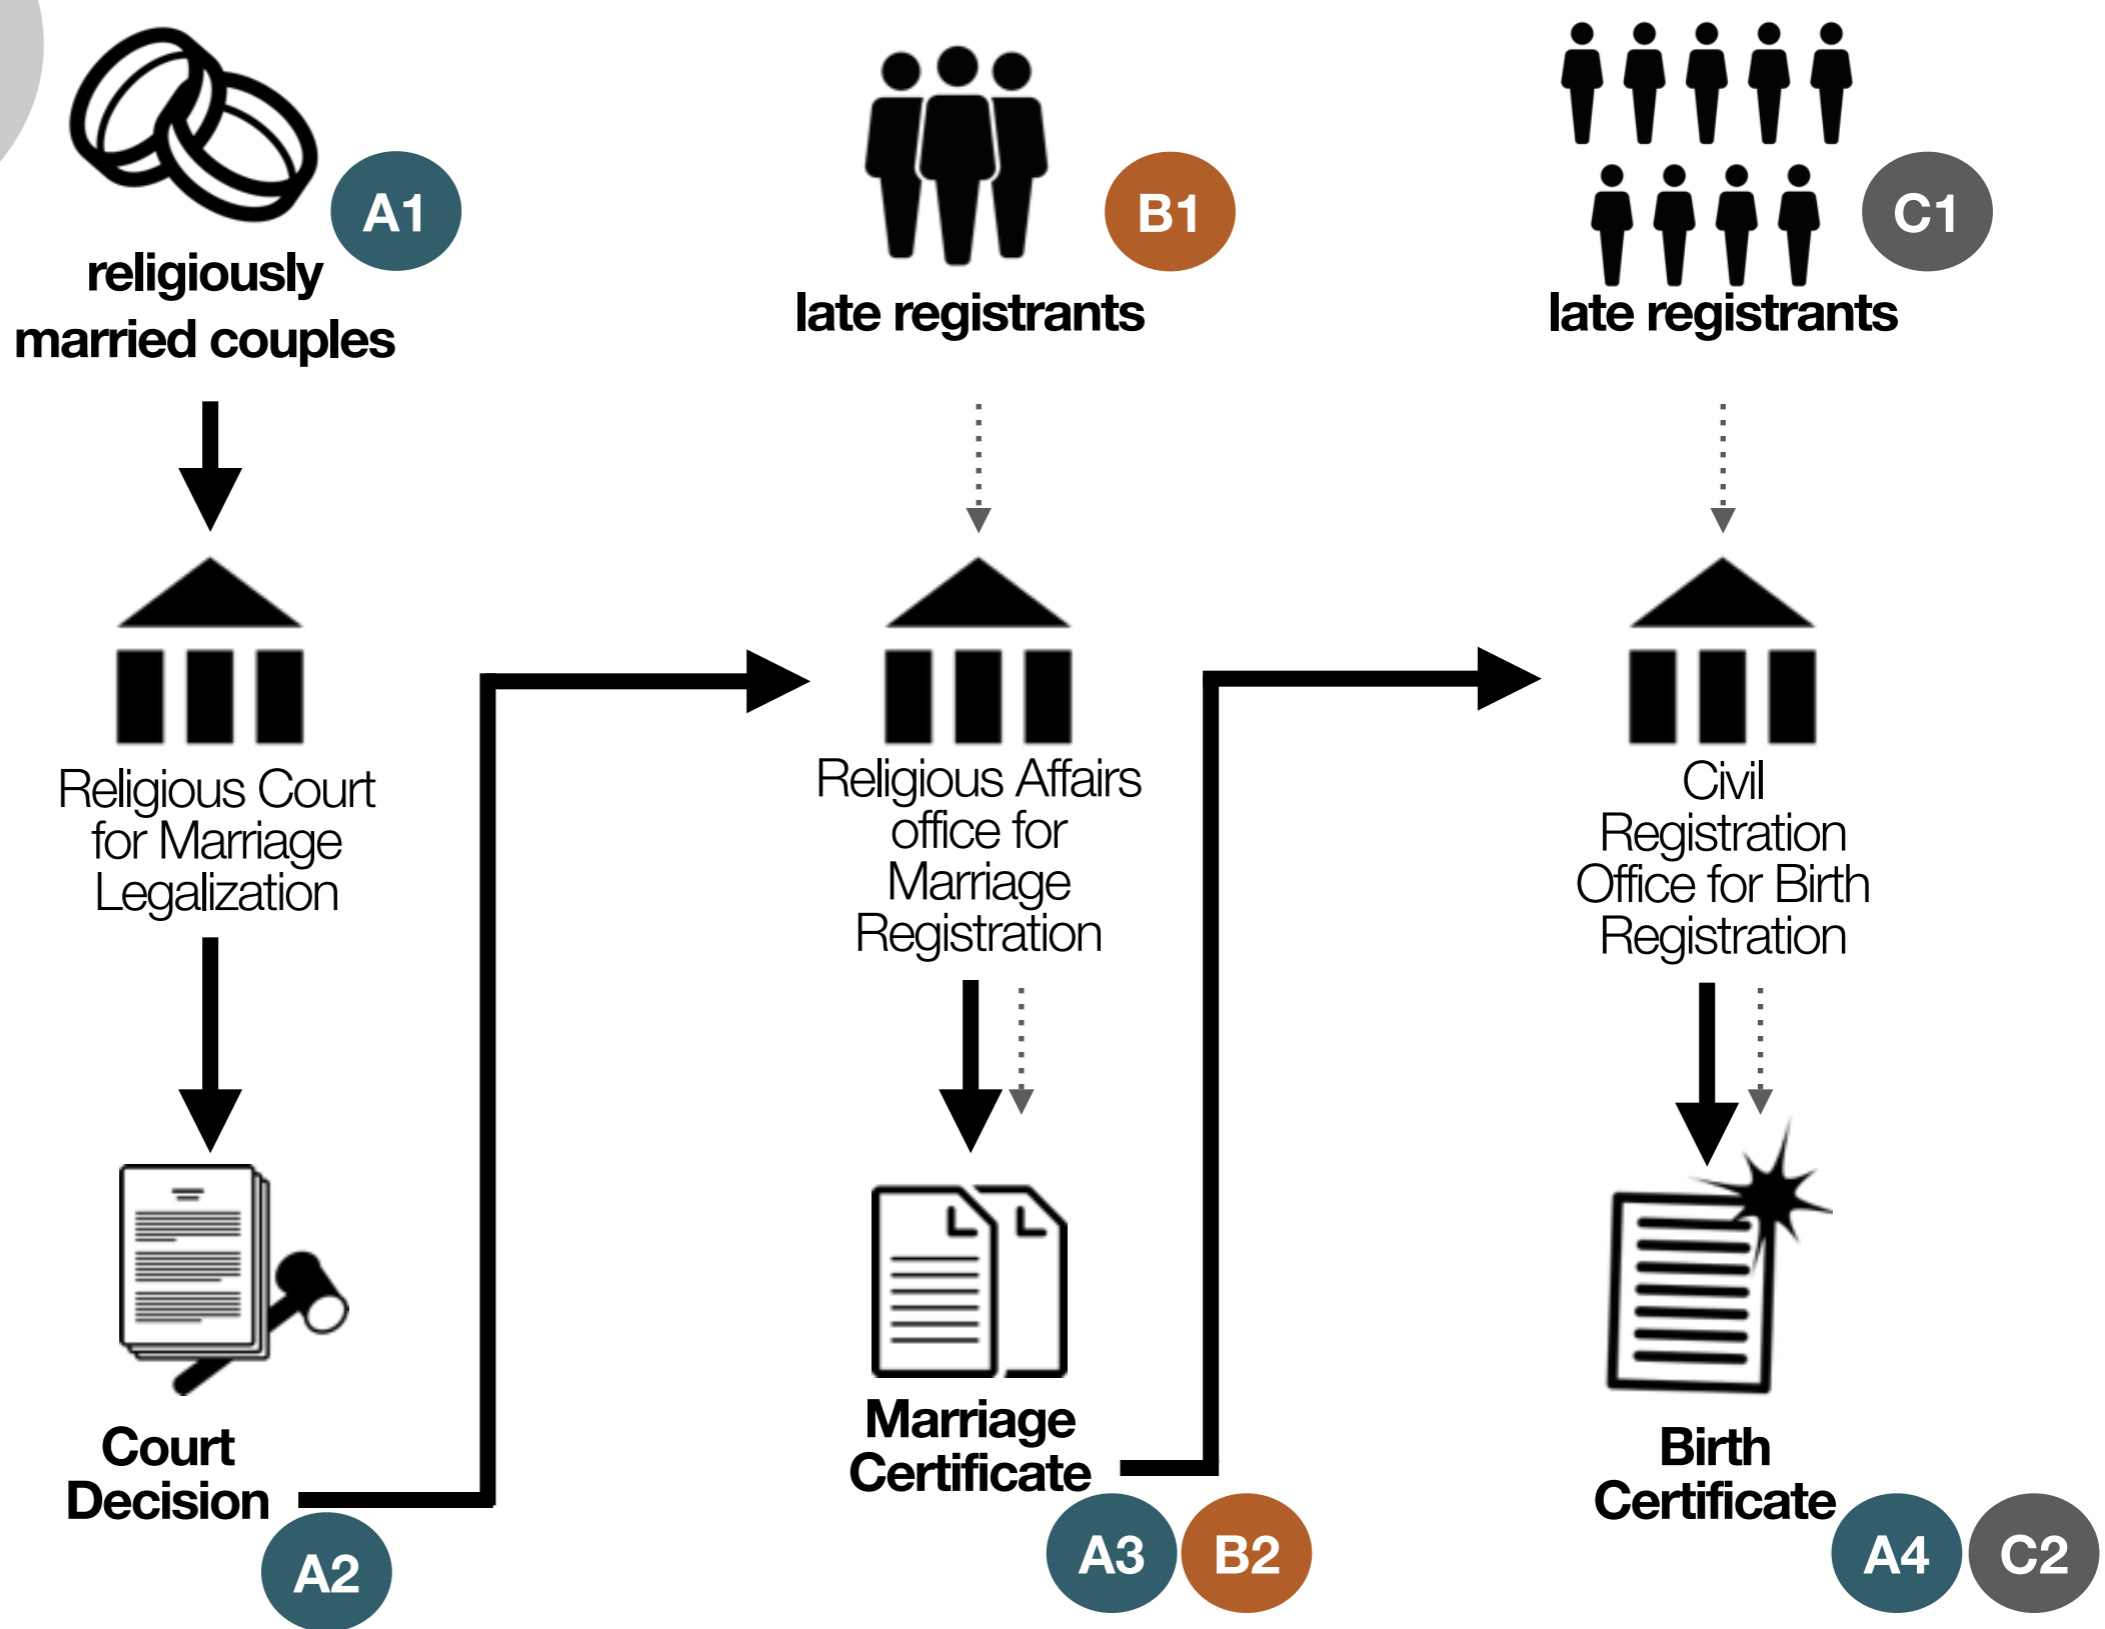 A1
religiously
married couples
B1
late registrants
C1
late registrants
Religious Court
for Marriage
Legalization
Religious Affairs
office for
Marriage
Registration
Civil
Registration
Office for Birth
Registration
Court
Decision
A2
Marriage
Certificate
A3
B2
Birth
Certificate
A4
C2